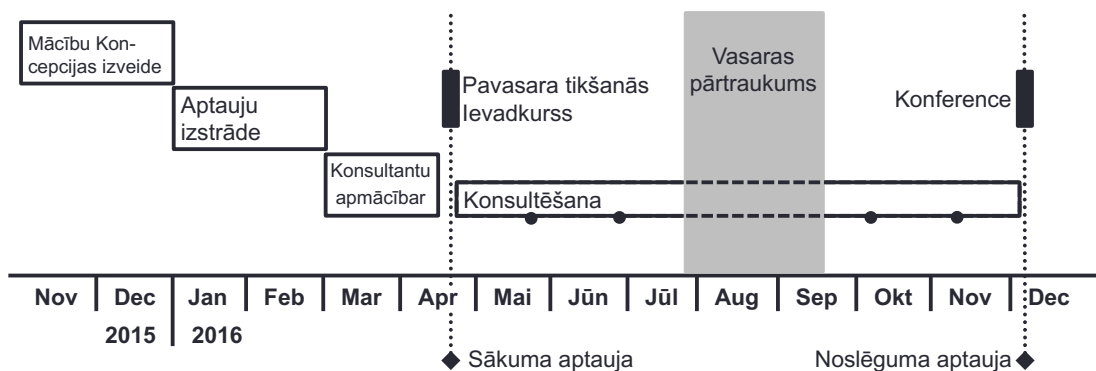 Mācību Kon-
cepcijas izveide
Aptauju
izstrāde
Konsultantu
apmācībar
Pavasara tikšanās
Ievadkurss
Vasaras
pārtraukums
Konference
Konsultēšana
Nov Dec Jan Feb Mar Apr Mai Jūn Jūl Aug Sep Okt Nov Dec
2015 2016
Sākuma aptauja Noslēguma aptauja